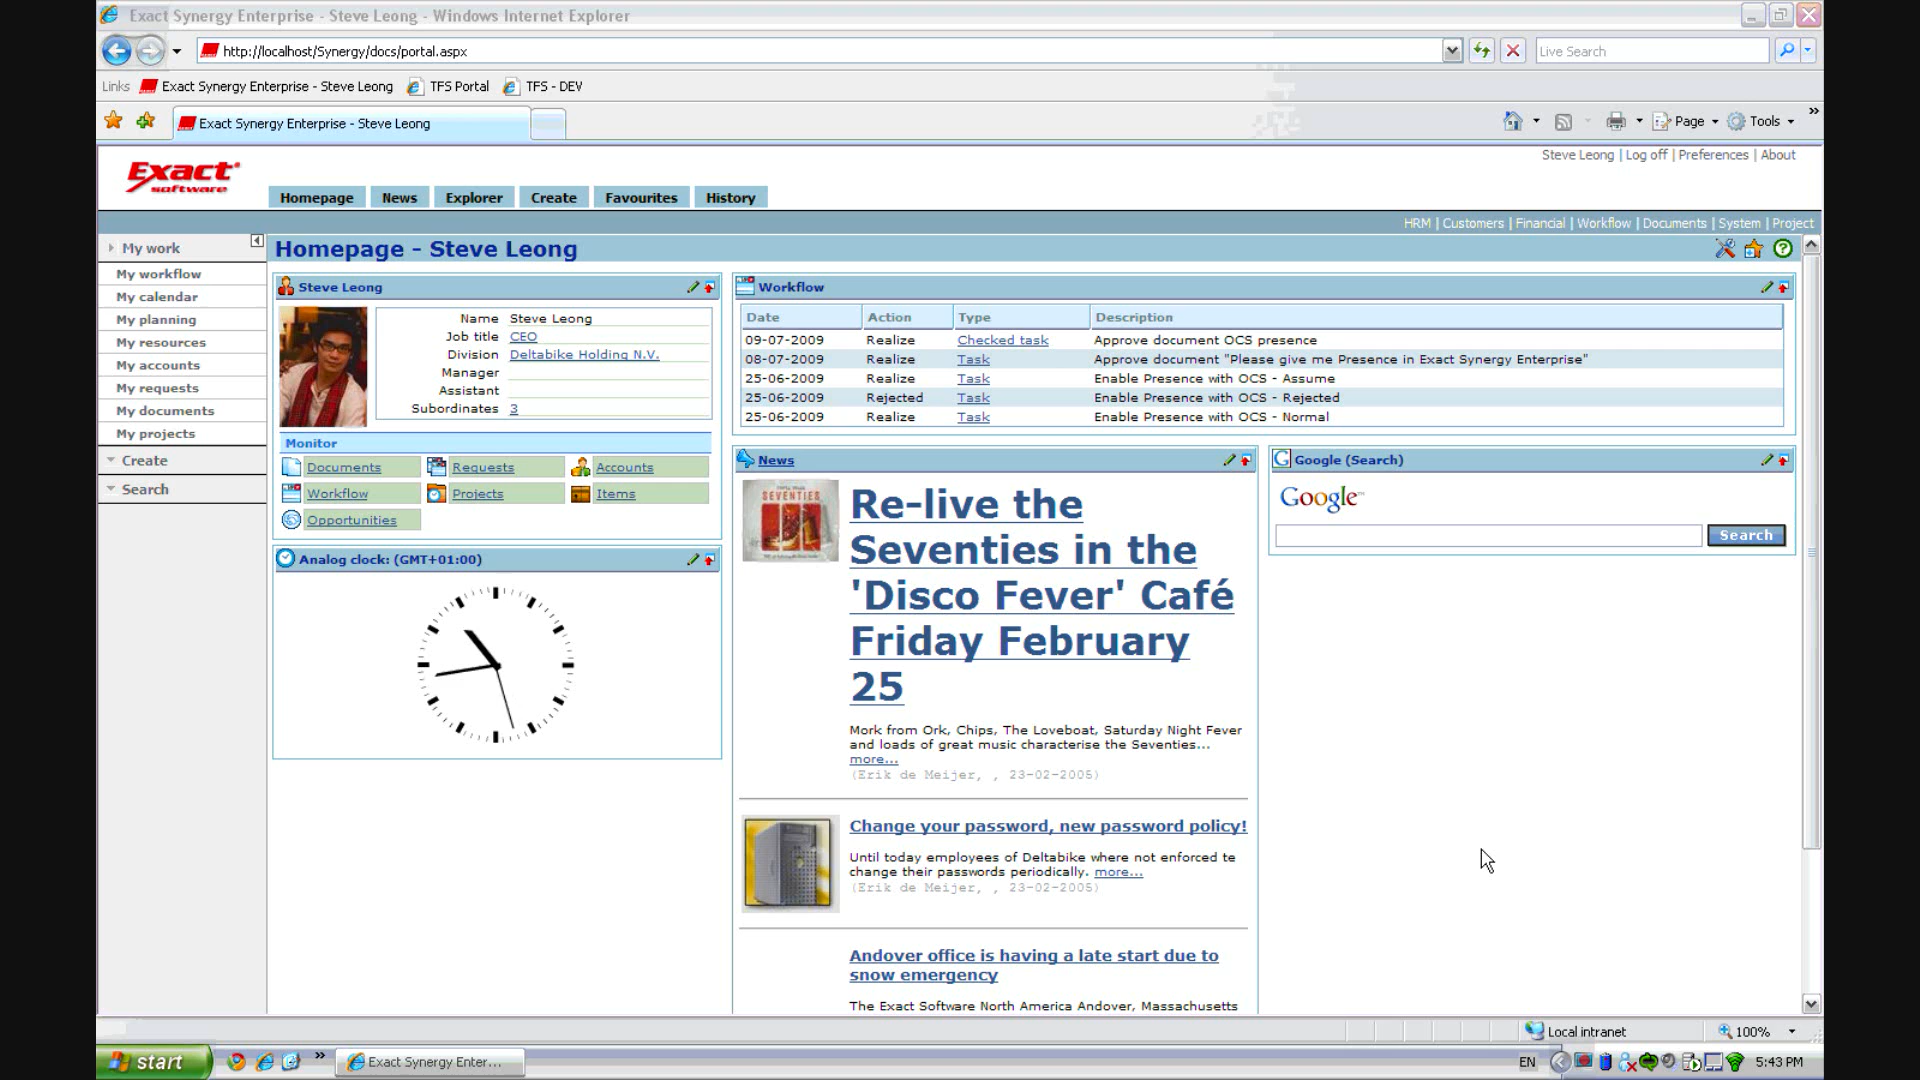 Exact Synergy Enterprise - Steve Leong - Windows Internet Explorer
http://localhost/Synergy/docs/portal.aspx
Live Search
Links Exact Synergy Enterprise - Steve Leong TFS Portal TFS - DEV
Exact Synergy Enterprise - Steve Leong
Page Tools »
Steve Leong | Log off | Preferences | About
Exact software
Homepage News Explorer Create Favourites History
HRM | Customers | Financial | Workflow | Documents | System | Project
My work
My workflow
My calendar
My planning
My resources
My accounts
My requests
My documents
My projects
Create
Search
Homepage - Steve Leong
Steve Leong
Name Steve Leong
Job title CEO
Division Deltabike Holding N.V.
Manager
Assistant
Subordinates 3
Monitor
Documents Requests Accounts
Workflow Projects Items
Opportunities
Analog clock: (GMT+01:00)
Workflow
Date Action Type Description
09-07-2009 Realize Checked task Approve document OCS presence
08-07-2009 Realize Task Approve document "Please give me Presence in Exact Synergy Enterprise"
25-06-2009 Realize Task Enable Presence with OCS - Assume
25-06-2009 Rejected Task Enable Presence with OCS - Rejected
25-06-2009 Realize Task Enable Presence with OCS - Normal
News
SEVENTIES
Re-live the
Seventies in the
'Disco Fever' Café
Friday February
25
Mork from Ork, Chips, The Loveboat, Saturday Night Fever
and loads of great music characterise the Seventies...
more...
(Erik de Meijer, , 23-02-2005)
Change your password, new password policy!
Until today employees of Deltabike where not enforced te
change their passwords periodically. more...
(Erik de Meijer, , 23-02-2005)
Andover office is having a late start due to
snow emergency
The Exact Software North America Andover, Massachusetts
Google (Search)
Google
Search
Local intranet 100%
start » Exact Synergy Enter... EN 5:43 PM